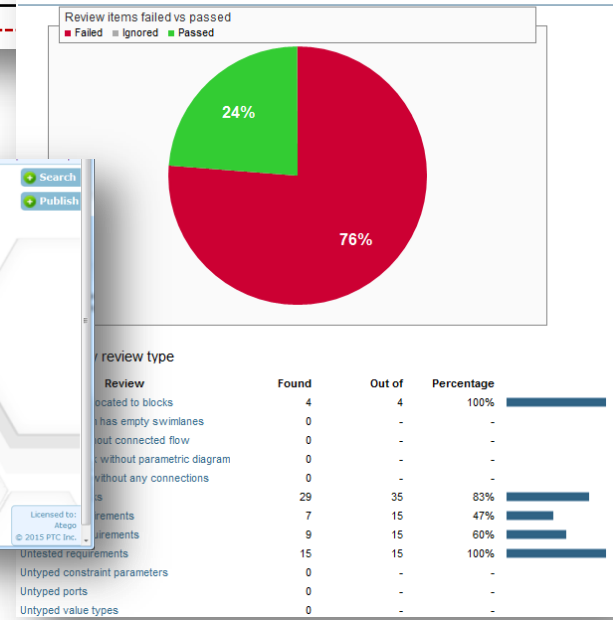 Review items failed vs passed
Failed Ignored Passed
24%
76%
Search
Publish
review type
Review Found Out of Percentage
ocated to blocks 4 4 100%
has empty swimlanes 0 - -
out connected flow 0 - -
without parametric diagram 0 - -
without any connections 0 - -
ks 29 35 83%
rements 7 15 47%
uirements 9 15 60%
Untested requirements 15 15 100%
Untyped constraint parameters 0 - -
Untyped ports 0 - -
Untyped value types 0 - -
Licensed to:
Atego
© 2015 PTC Inc.